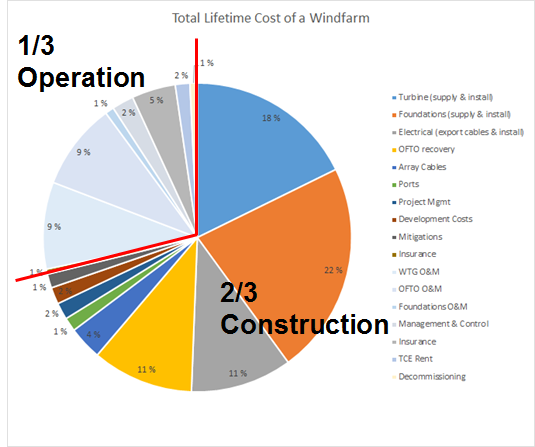 Total Lifetime Cost of a Windfarm
1/3
Operation
2/3
Construction
1 %
18 %
22 %
11 %
11 %
4 %
1 %
2 %
2 %
1 %
1 %
9 %
9 %
1 %
2 %
5 %
2 %
Turbine (supply & install)
Foundations (supply & install)
Electrical (export cables & install)
OFTO recovery
Array Cables
Ports
Project Mgmt
Development Costs
Mitigations
Insurance
WTG O&M
OFTO O&M
Foundations O&M
Management & Control
Insurance
TCE Rent
Decommissioning